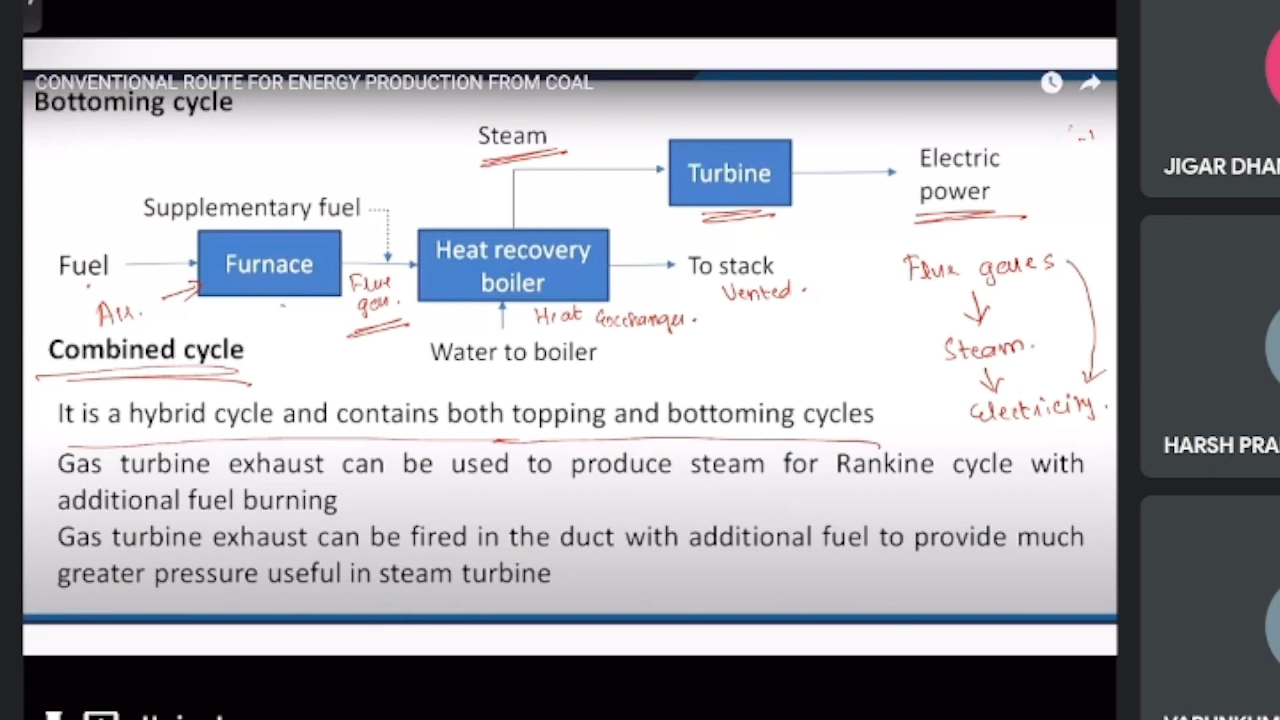 CONVENTIONAL ROUTE FOR ENERGY PRODUCTION FROM COAL
Bottoming cycle
Steam
Turbine
Electric
power
Supplementary fuel
Fuel
Furnace
Heat recovery
boiler
To stack
Vented.
Flue
gas.
Heat Exchanger.
Water to boiler
Flue gases
Steam.
Electricity.
Combined cycle
It is a hybrid cycle and contains both topping and bottoming cycles
Gas turbine exhaust can be used to produce steam for Rankine cycle with
additional fuel burning
Gas turbine exhaust can be fired in the duct with additional fuel to provide much
greater pressure useful in steam turbine
JIGAR DHA
HARSH PRA